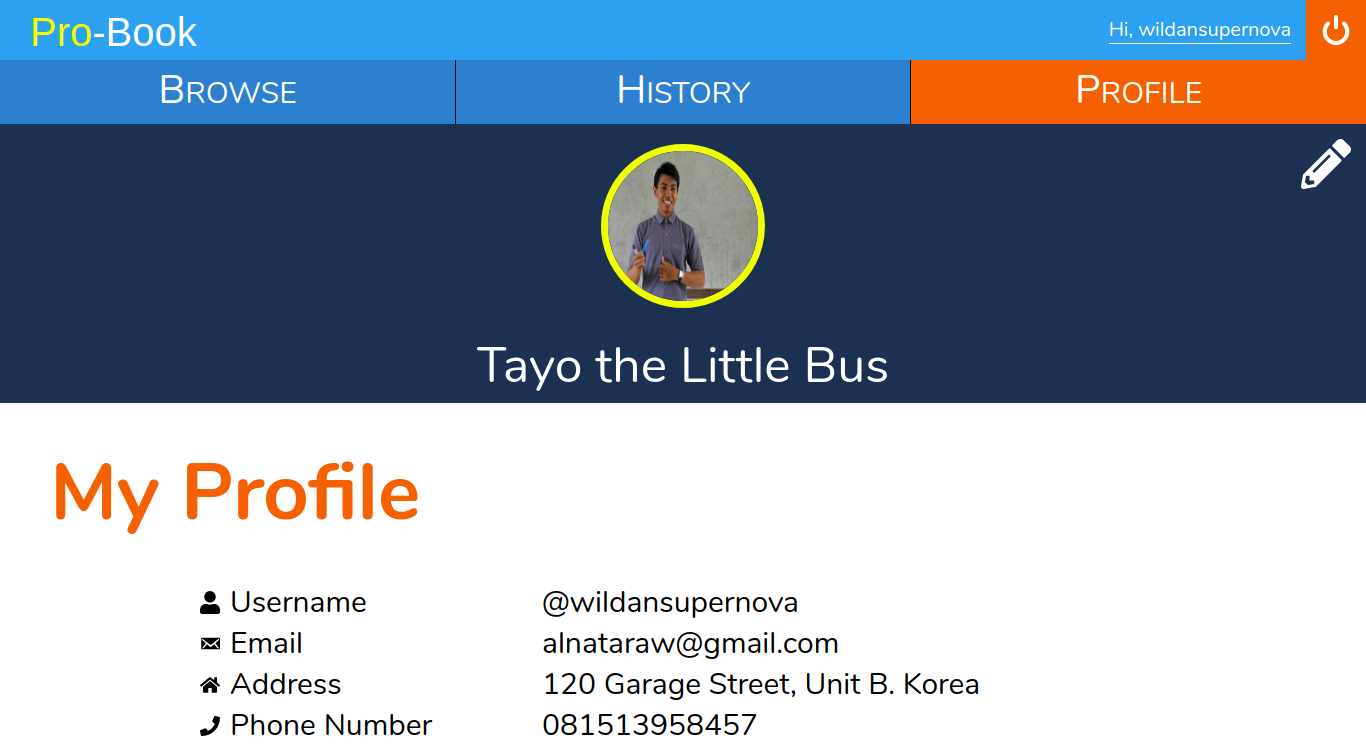 Pro-Book
Hi, wildansupernova
Browse
History
Profile
Tayo the Little Bus
My Profile
Username @wildansupernova
Email alnataraw@gmail.com
Address 120 Garage Street, Unit B. Korea
Phone Number 081513958457